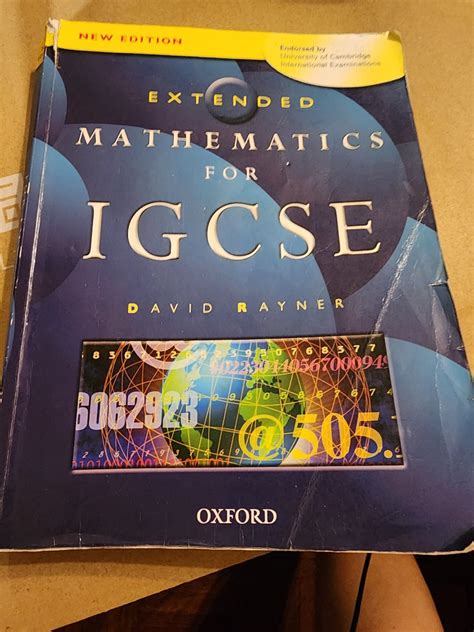 NEW EDITION
Endorsed by
University of Cambridge
International Examinations
EXTENDED
MATHEMATICS
FOR
IGCSE
DAVID RAYNER
6062923
@505.
OXFORD